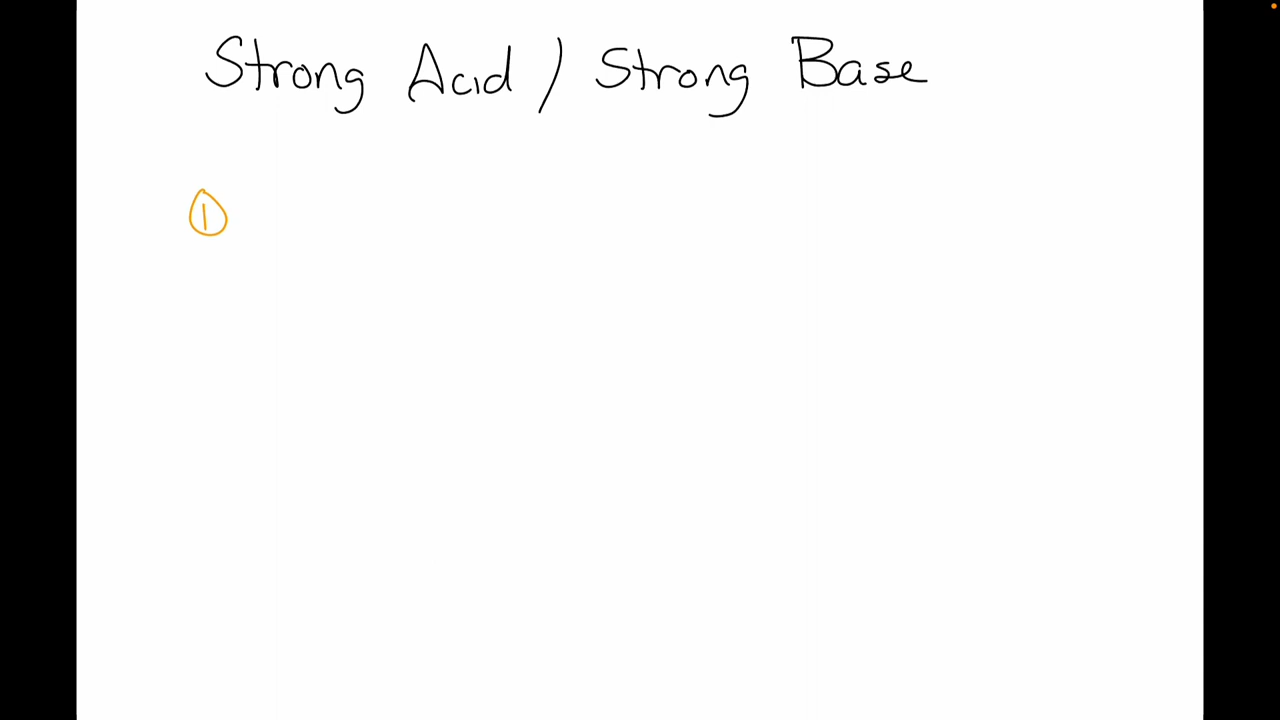 Strong Acid / Strong Base
①